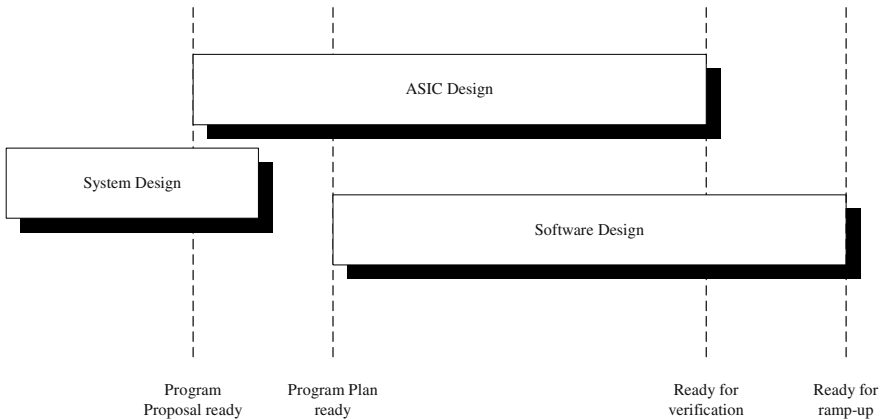 ASIC Design
System Design
Software Design
Program
Proposal ready
Program Plan
ready
Ready for
verification
Ready for
ramp-up